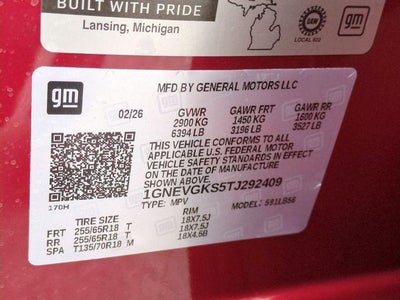 BUILT WITH PRIDE
Lansing, Michigan
UAW
LOCAL 602
gm
gm
MFD BY GENERAL MOTORS LLC
02/26 GVWR GAWR FRT GAWR RR
2900 KG 1450 KG 1600 KG
6394 LB 3196 LB 3527 LB
THIS VEHICLE CONFORMS TO ALL
APPLICABLE U.S. FEDERAL MOTOR
VEHICLE SAFETY STANDARDS IN EFFECT
ON THE DATE OF MANUFACTURE
SHOWN ABOVE.
1GNEVGKS5TJ292409
TYPE: MPV MODEL:
170H
TIRE SIZE RIM
FRT 255/65R18 T 18X7.5J
RR 255/65R18 T 18X7.5J
SPA T135/70R18 M 18X4.5B